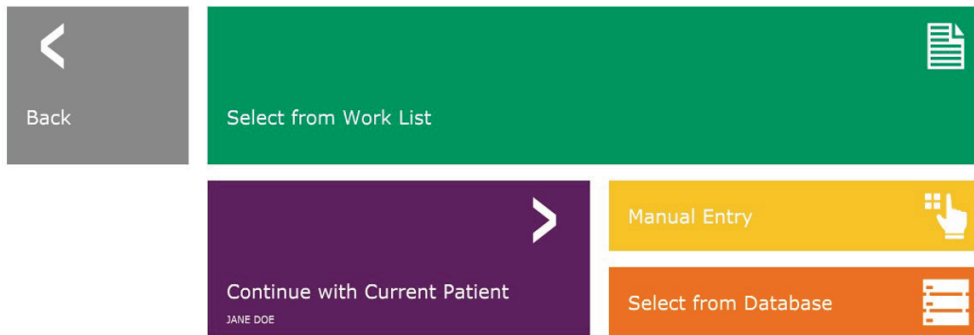 Back
Select from Work List
Continue with Current Patient
JANE DOE
Manual Entry
Select from Database